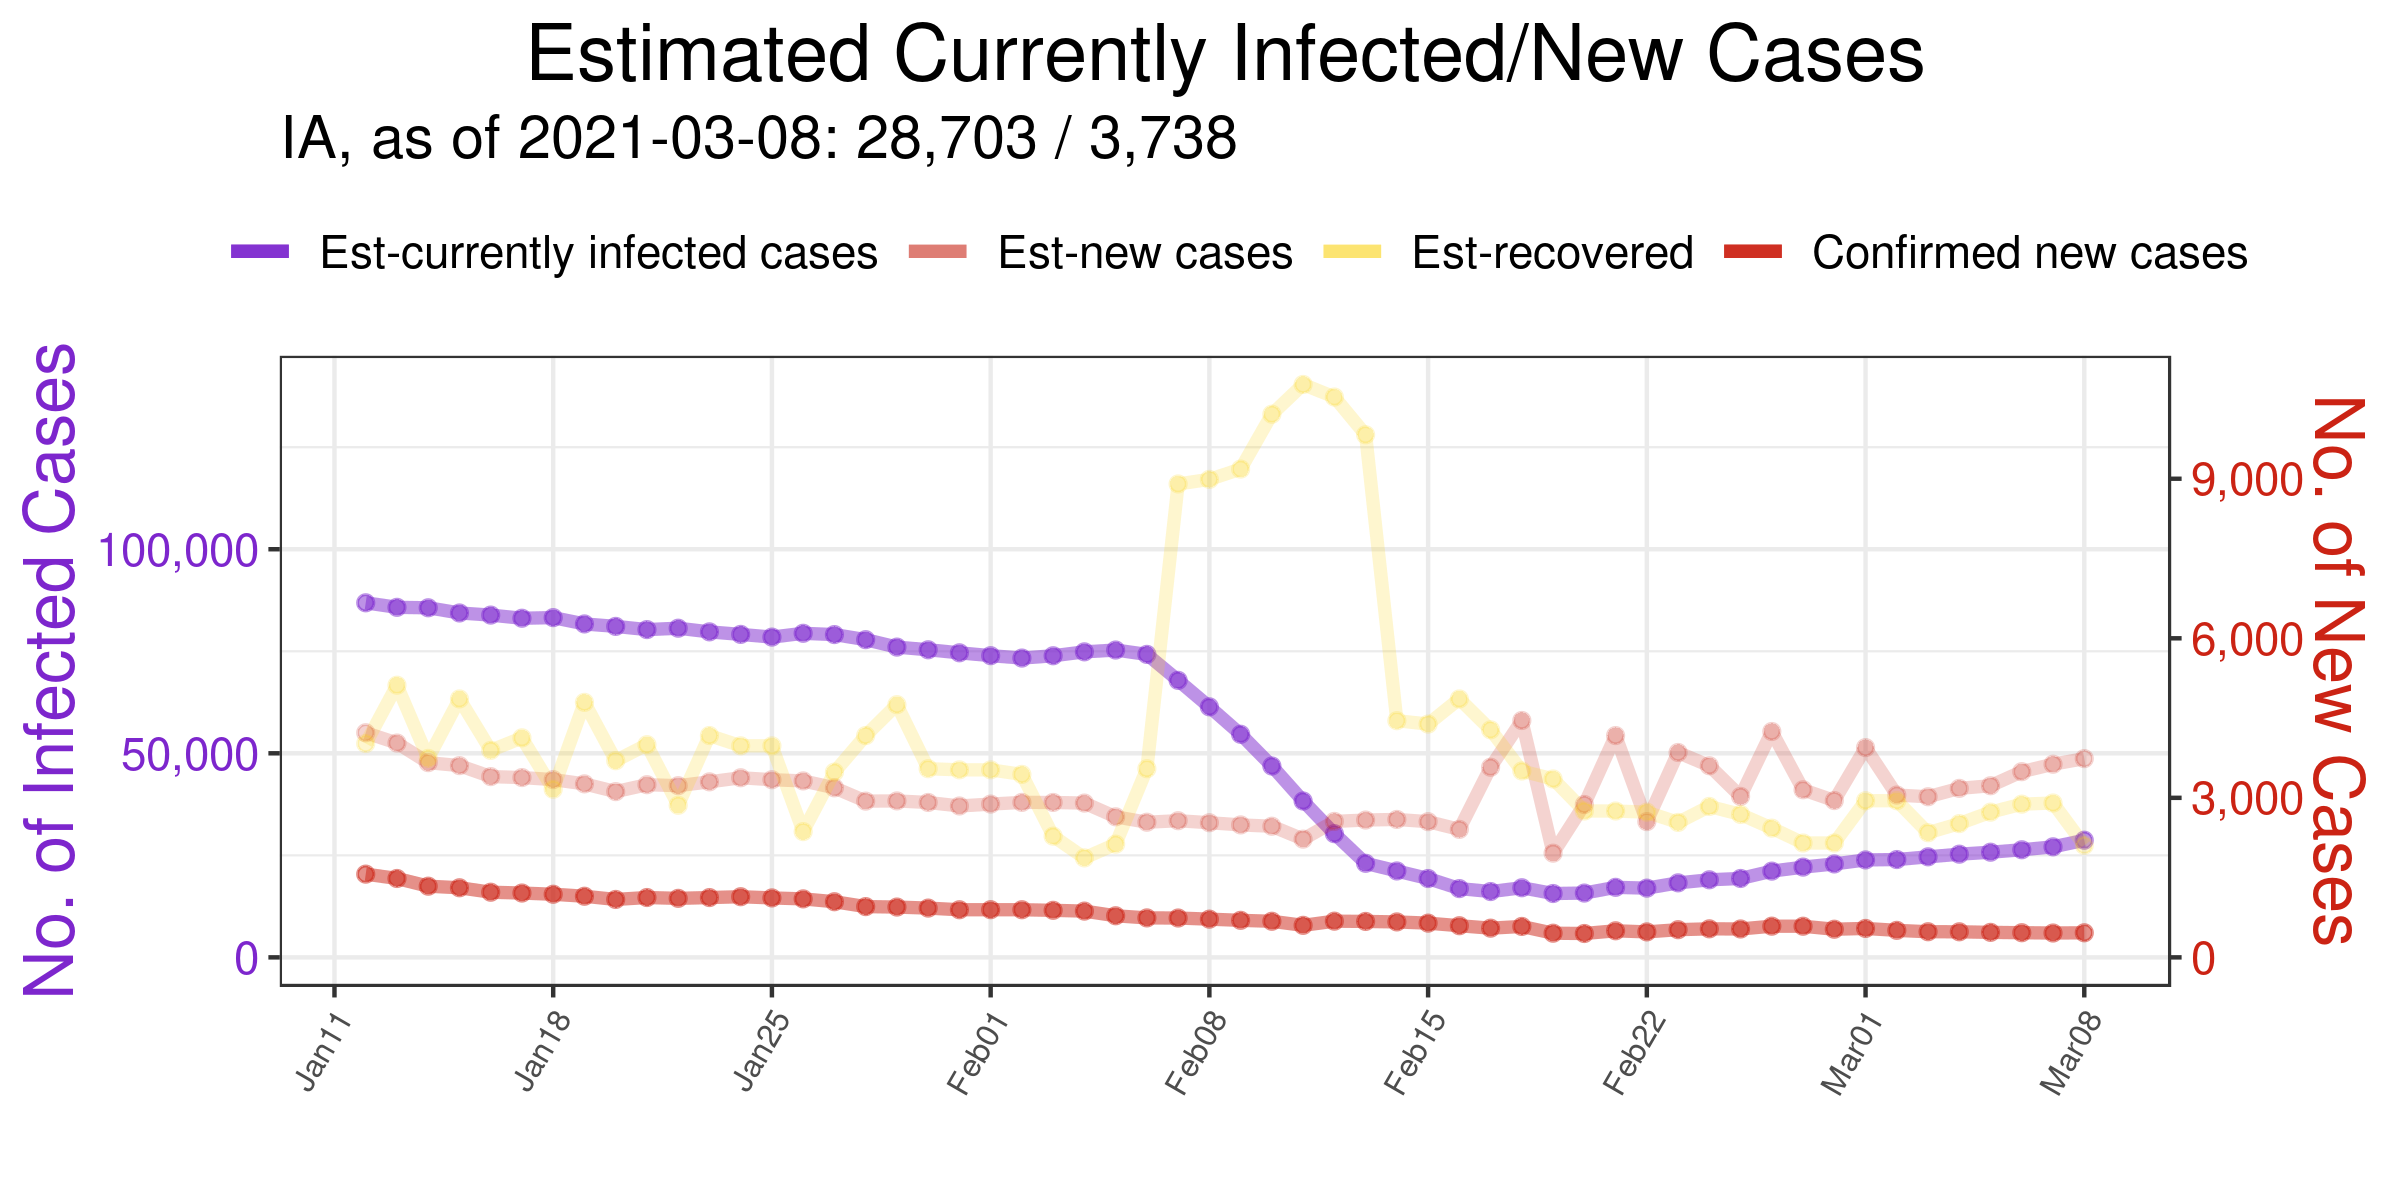 Estimated Currently Infected/New Cases
IA, as of 2021-03-08: 28,703 / 3,738
Est-currently infected cases Est-new cases Est-recovered Confirmed new cases
No. of Infected Cases
100,000
50,000
0
9,000
6,000
3,000
0
No. of New Cases
Jan11 Jan18 Jan25 Feb01 Feb08 Feb15 Feb22 Mar01 Mar08